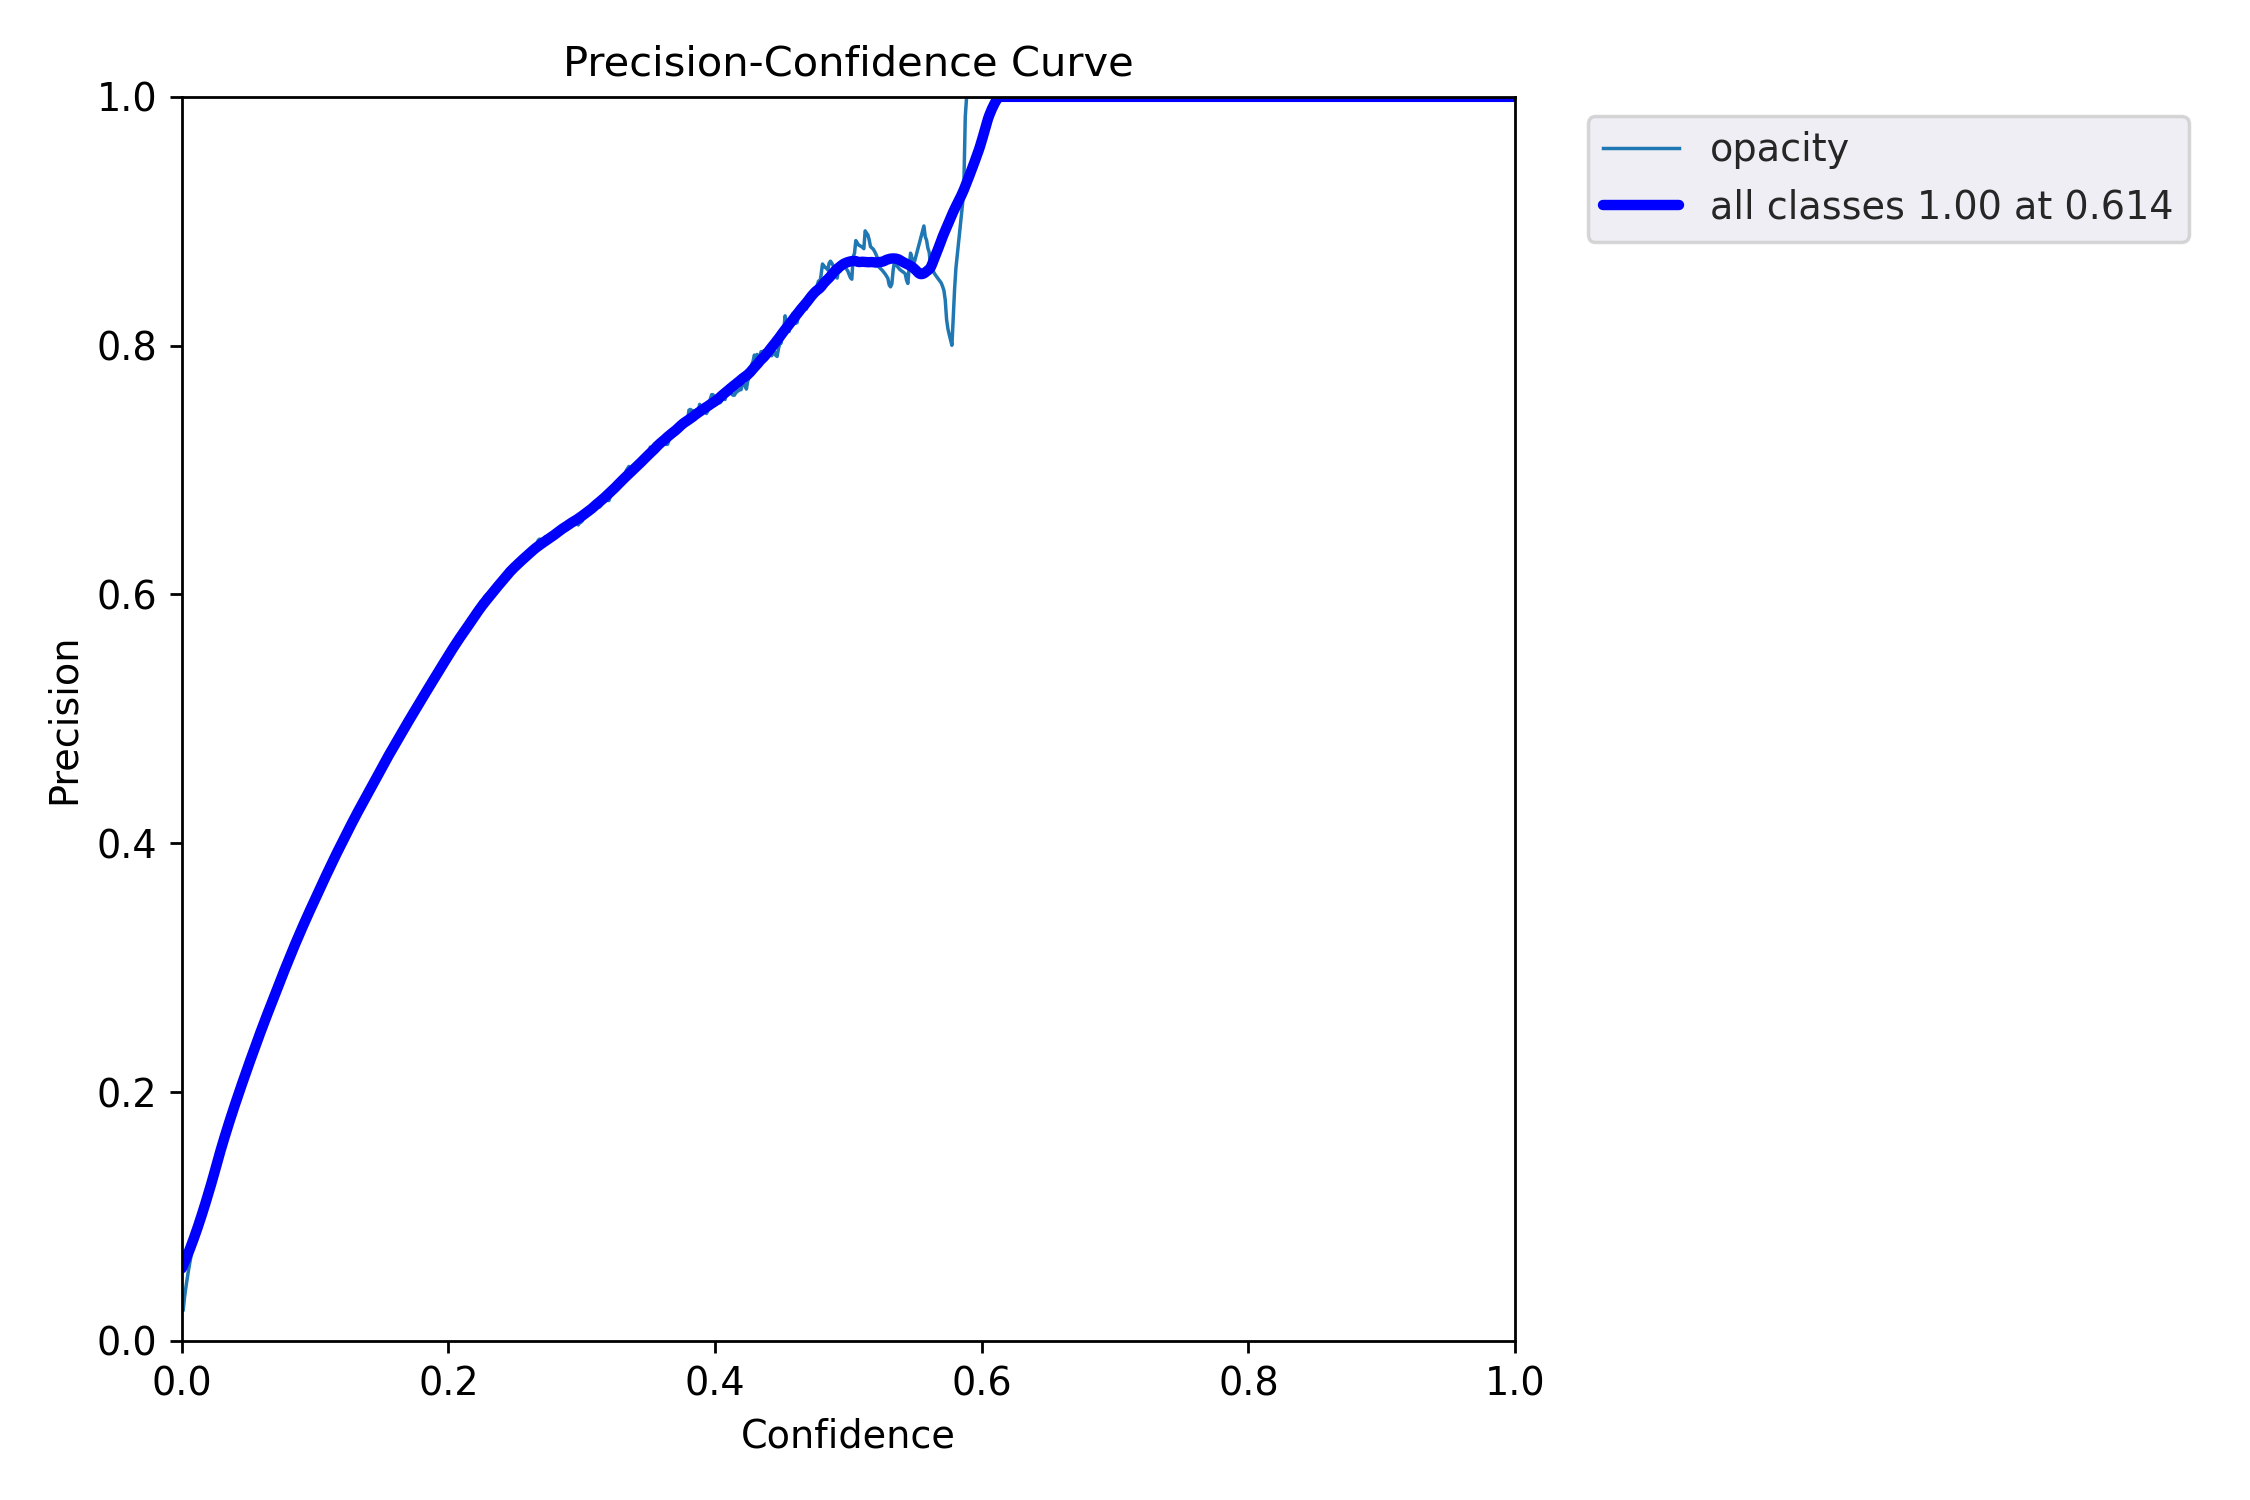 Precision-Confidence Curve
1.0
0.8
0.6
0.4
0.2
0.0
Precision
0.0 0.2 0.4 0.6 0.8 1.0
Confidence
opacity
all classes 1.00 at 0.614